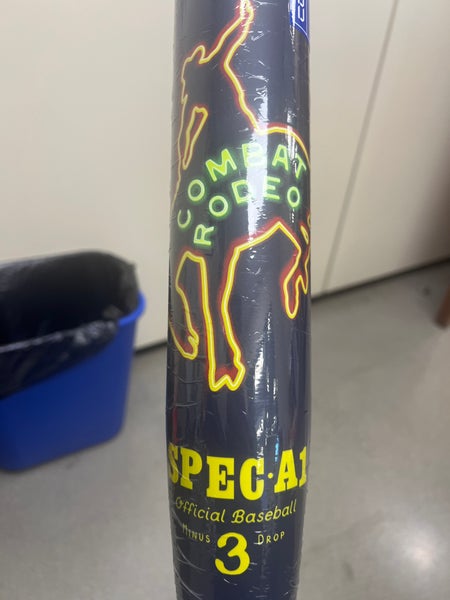 COMBAT
RODEO
SPEC·A1
Official Baseball
MINUS 3 DROP